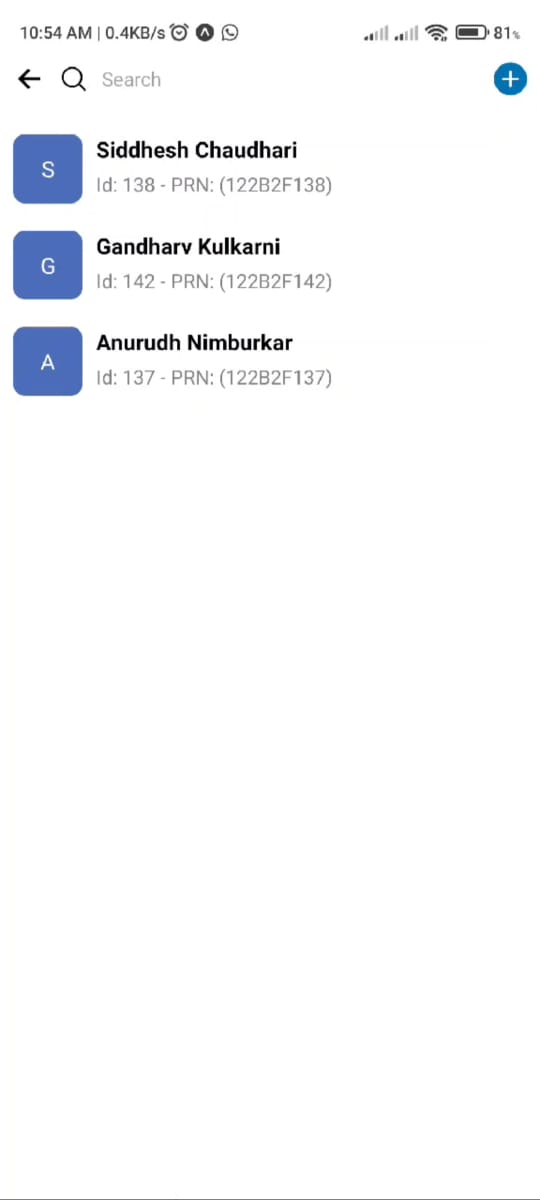 10:54 AM | 0.4KB/s 81%
Search
S
Siddhesh Chaudhari
Id: 138 - PRN: (122B2F138)
G
Gandharv Kulkarni
Id: 142 - PRN: (122B2F142)
A
Anurudh Nimburkar
Id: 137 - PRN: (122B2F137)